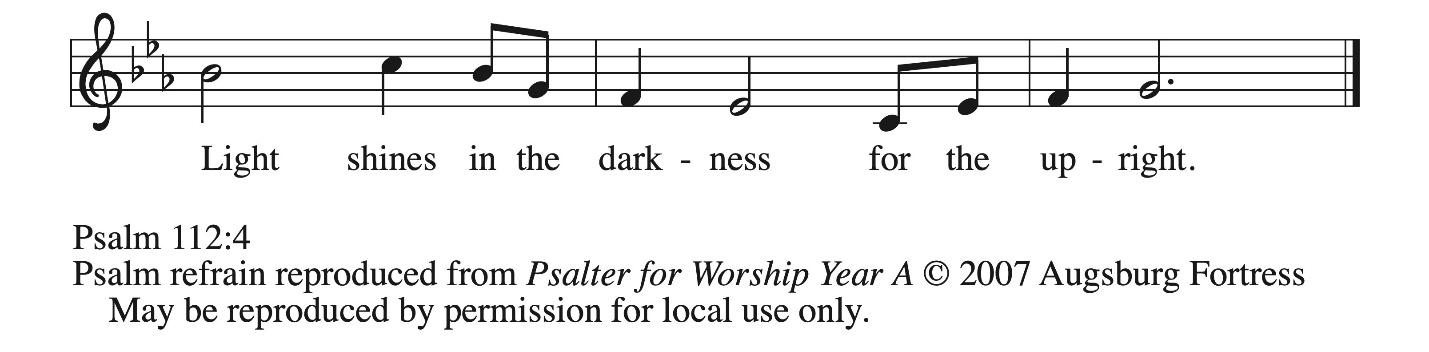 Light shines in the dark - ness for the up - right.
Psalm 112:4
Psalm refrain reproduced from Psalter for Worship Year A © 2007 Augsburg Fortress
May be reproduced by permission for local use only.